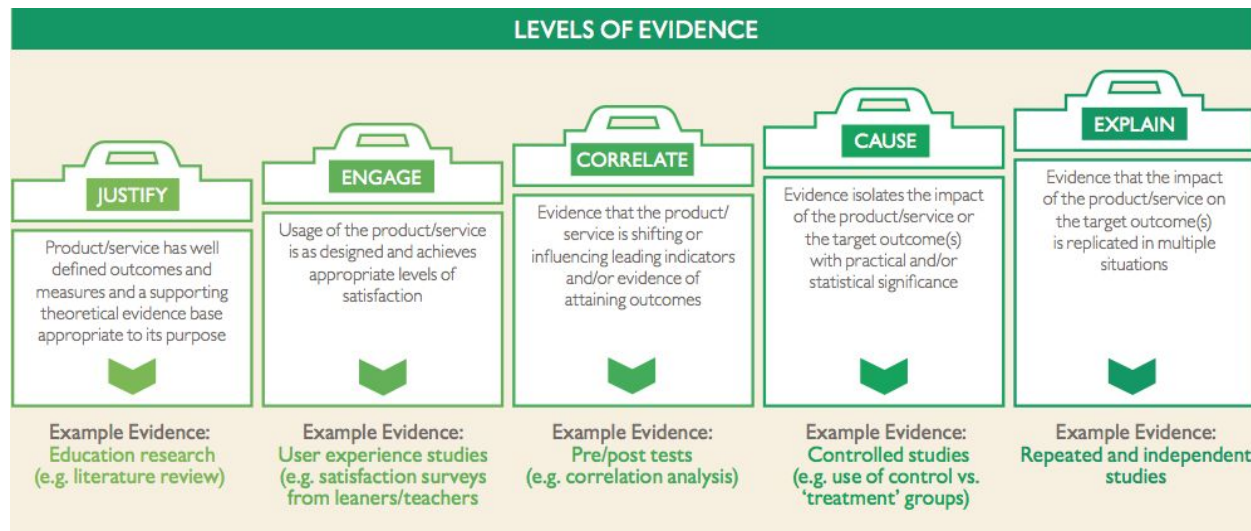 LEVELS OF EVIDENCE
JUSTIFY
Product/service has well
defined outcomes and
measures and a supporting
theoretical evidence base
appropriate to its purpose
Example Evidence:
Education research
(e.g. literature review)
ENGAGE
Usage of the product/service
is as designed and achieves
appropriate levels of
satisfaction
Example Evidence:
User experience studies
(e.g. satisfaction surveys
from leaners/teachers
CORRELATE
Evidence that the product/
service is shifting or
influencing leading indicators
and/or evidence of
attaining outcomes
Example Evidence:
Pre/post tests
(e.g. correlation analysis)
CAUSE
Evidence isolates the impact
of the product/service or
the target outcome(s)
with practical and/or
statistical significance
Example Evidence:
Controlled studies
(e.g. use of control vs.
‘treatment’ groups)
EXPLAIN
Evidence that the impact
of the product/service on
the target outcome(s)
is replicated in multiple
situations
Example Evidence:
Repeated and independent
studies